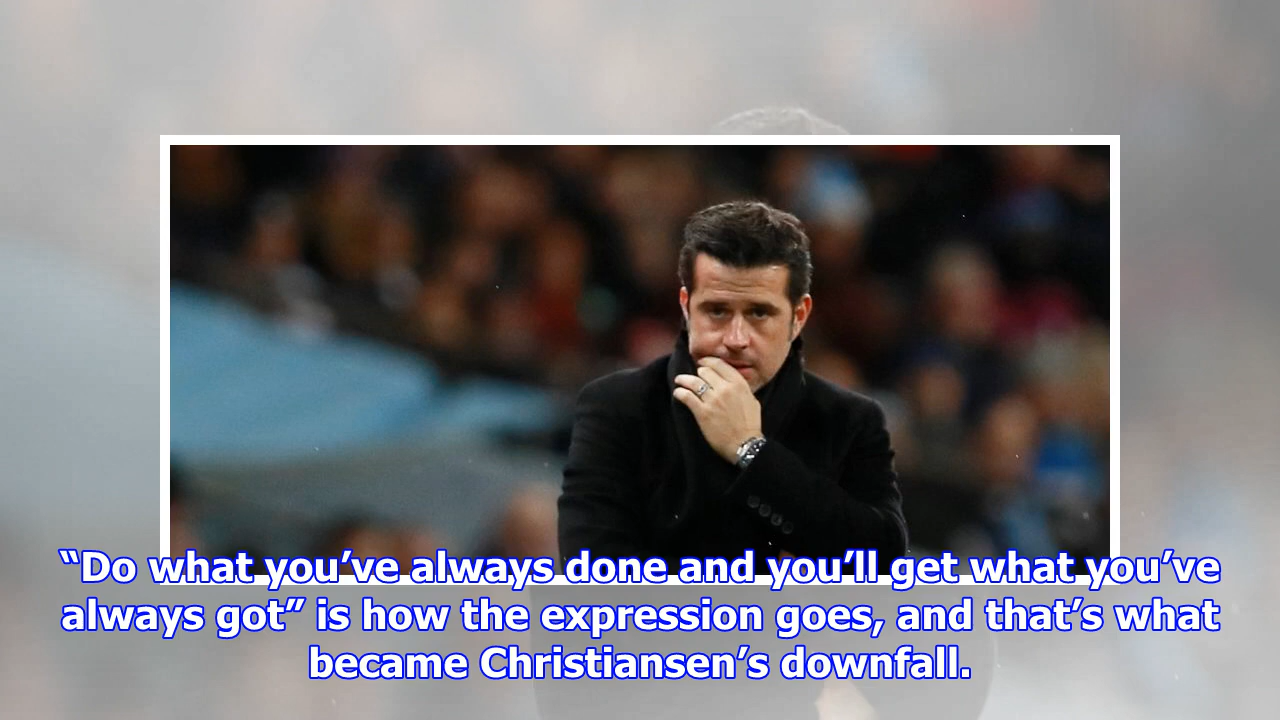 “Do what you’ve always done and you’ll get what you’ve
always got” is how the expression goes, and that’s what
became Christiansen’s downfall.